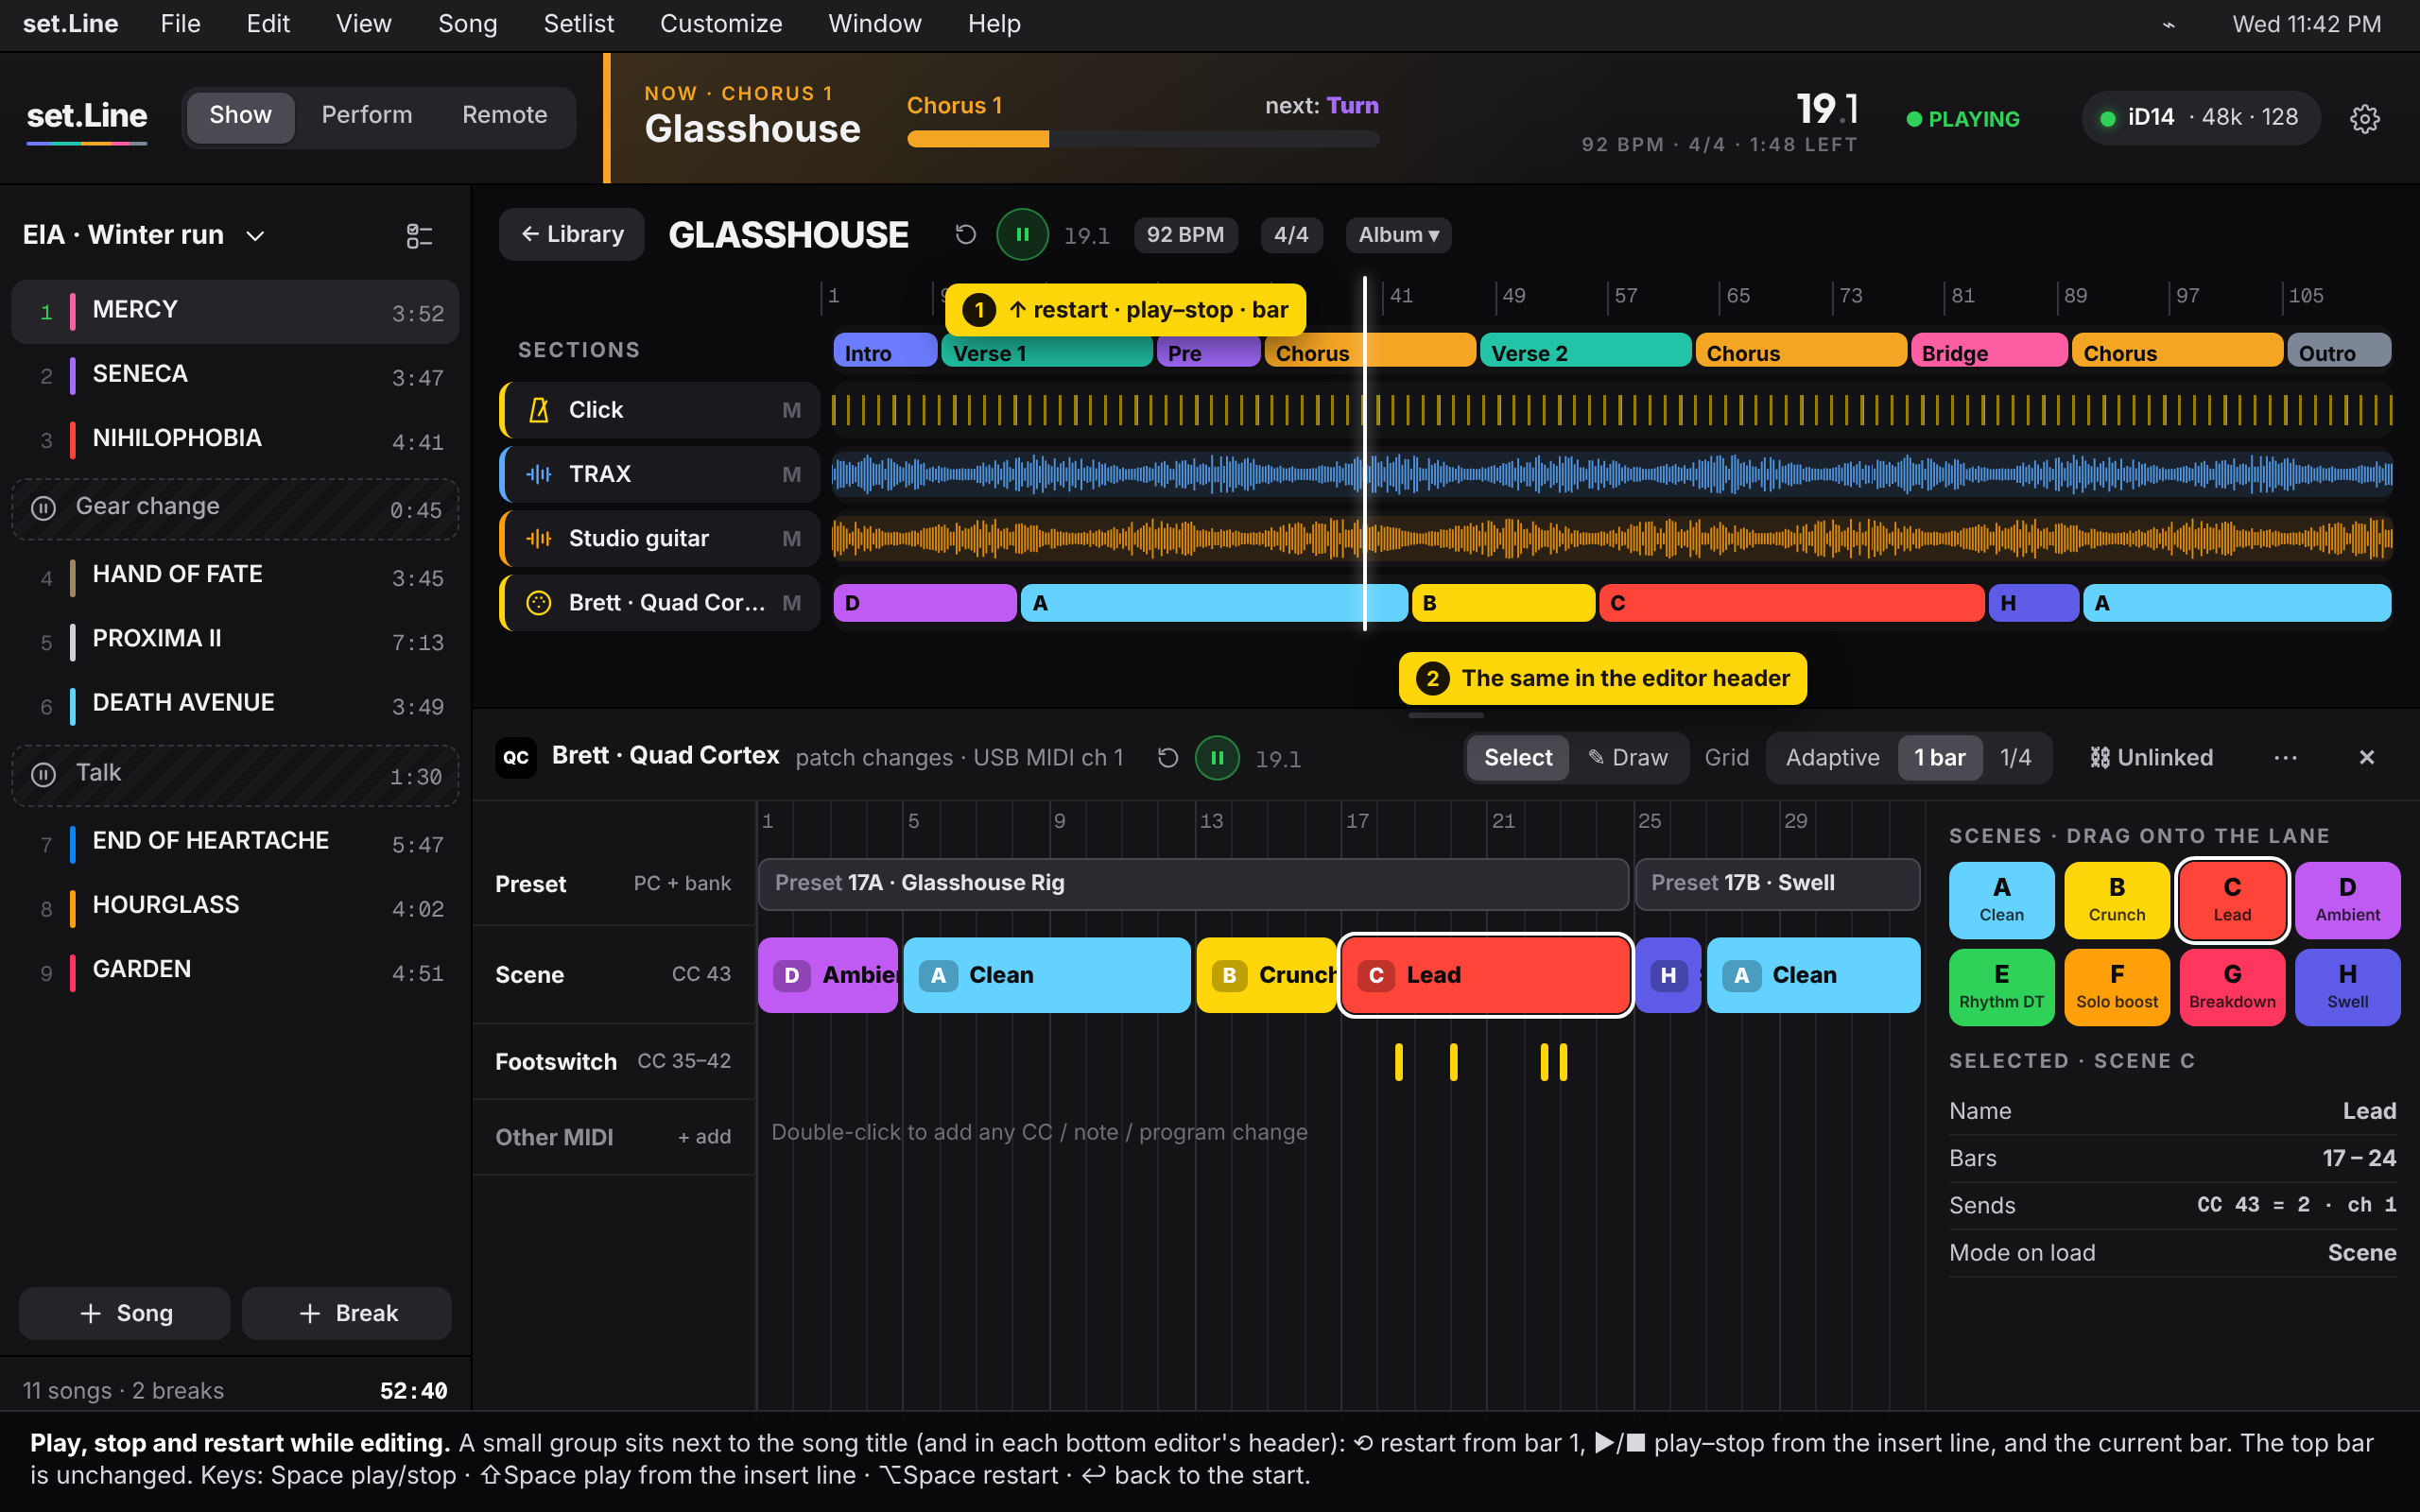 set.Line File Edit View Song Setlist Customize Window Help Wed 11:42 PM
set.Line Show Perform Remote
NOW · CHORUS 1
Glasshouse
Chorus 1 next: Turn
19.1
92 BPM · 4/4 · 1:48 LEFT
PLAYING
iD14 · 48k · 128
EIA · Winter run
1 MERCY 3:52
2 SENECA 3:47
3 NIHILOPHOBIA 4:41
Gear change 0:45
4 HAND OF FATE 3:45
5 PROXIMA II 7:13
6 DEATH AVENUE 3:49
Talk 1:30
7 END OF HEARTACHE 5:47
8 HOURGLASS 4:02
9 GARDEN 4:51
+ Song + Break
11 songs · 2 breaks 52:40
← Library GLASSHOUSE 19.1 92 BPM 4/4 Album ▾
1 41 49 57 65 73 81 89 97 105
1 ↑ restart · play–stop · bar
SECTIONS Intro Verse 1 Pre Chorus Verse 2 Chorus Bridge Chorus Outro
Click M
TRAX M
Studio guitar M
Brett · Quad Cor... M D A B C H A
2 The same in the editor header
QC Brett · Quad Cortex patch changes · USB MIDI ch 1 19.1 Select ✎ Draw Grid Adaptive 1 bar 1/4 ⛓ Unlinked ⋯ ✕
1 5 9 13 17 21 25 29
Preset PC + bank Preset 17A · Glasshouse Rig Preset 17B · Swell
Scene CC 43 D Ambie A Clean B Crunch C Lead H A Clean
Footswitch CC 35–42
Other MIDI + add Double-click to add any CC / note / program change
SCENES · DRAG ONTO THE LANE
A B C D
Clean Crunch Lead Ambient
E F G H
Rhythm DT Solo boost Breakdown Swell
SELECTED · SCENE C
Name Lead
Bars 17 – 24
Sends CC 43 = 2 · ch 1
Mode on load Scene
Play, stop and restart while editing. A small group sits next to the song title (and in each bottom editor's header): ⟲ restart from bar 1, ▶/■ play–stop from the insert line, and the current bar. The top bar
is unchanged. Keys: Space play/stop · ⇧Space play from the insert line · ⌥Space restart · ↩ back to the start.